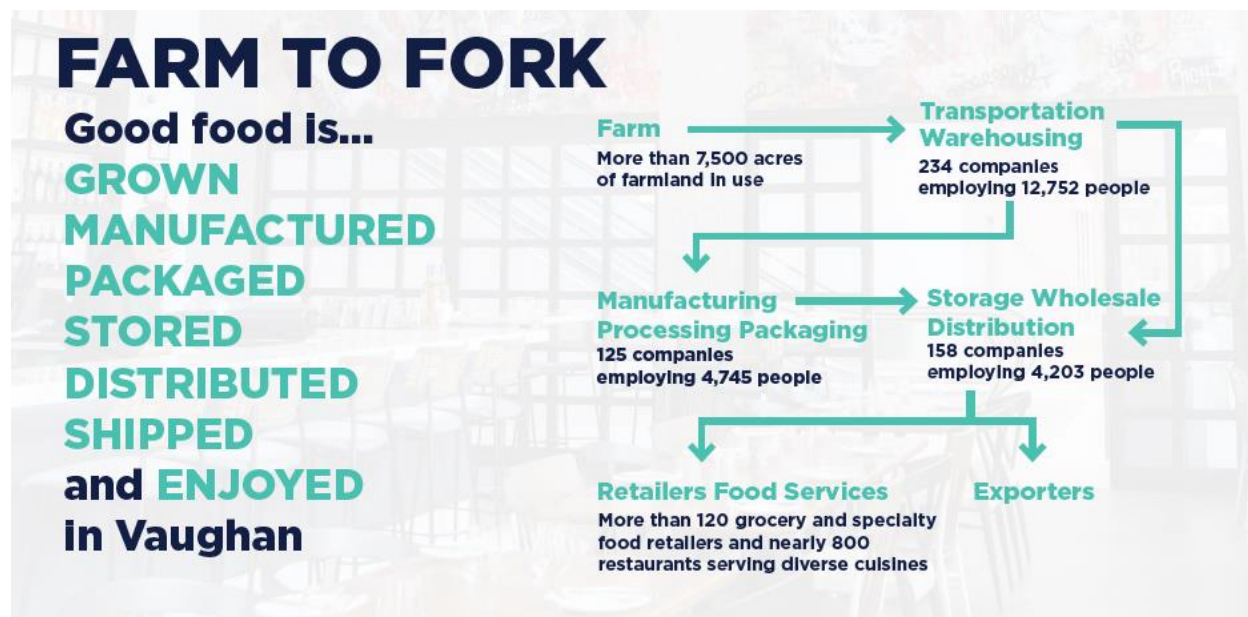 FARM TO FORK
Good food is...
GROWN
MANUFACTURED
PACKAGED
STORED
DISTRIBUTED
SHIPPED
and ENJOYED
in Vaughan
Farm
More than 7,500 acres
of farmland in use
Transportation
Warehousing
234 companies
employing 12,752 people
Manufacturing
Processing Packaging
125 companies
employing 4,745 people
Storage Wholesale
Distribution
158 companies
employing 4,203 people
Retailers Food Services
More than 120 grocery and specialty
food retailers and nearly 800
restaurants serving diverse cuisines
Exporters